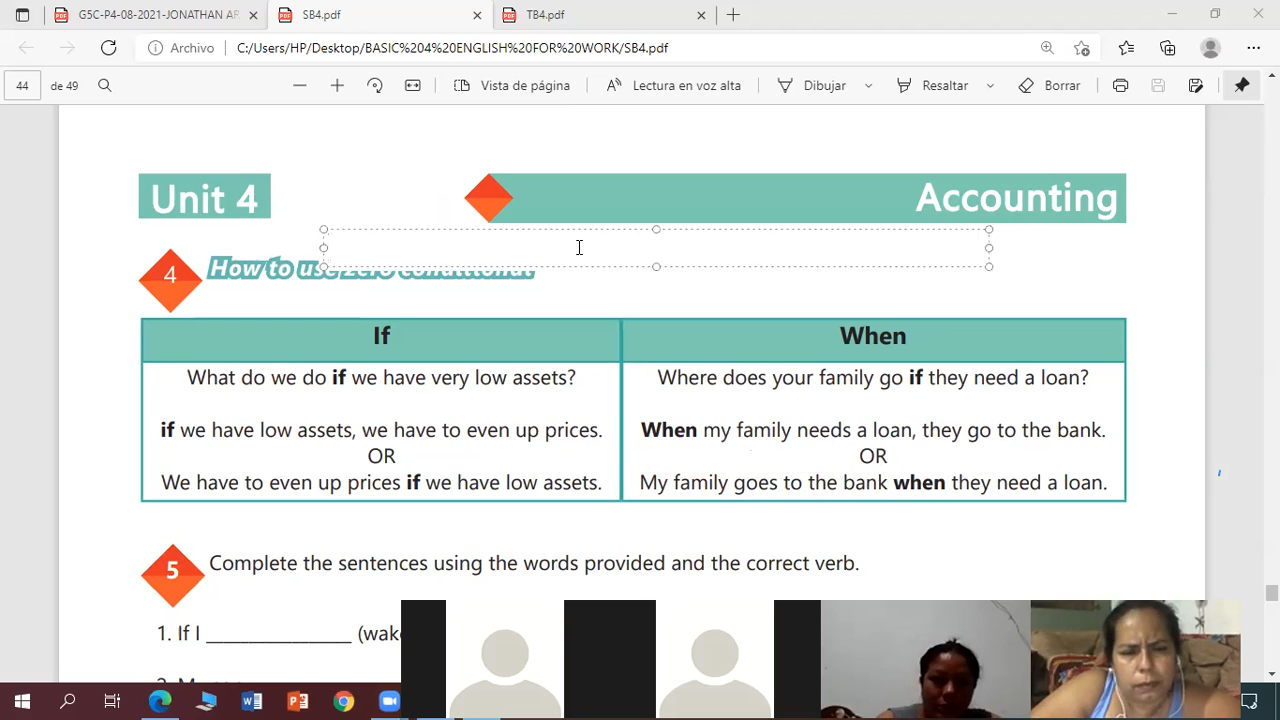 G5C-P4-08-2021-JONATHAN AR
SB4.pdf
TB4.pdf
Archivo
C:/Users/HP/Desktop/BASIC%204%20ENGLISH%20FOR%20WORK/SB4.pdf
44 de 49
Vista de página
Lectura en voz alta
Dibujar
Resaltar
Borrar
Unit 4
Accounting
4 How to use zero conditional
If
When
What do we do if we have very low assets?
Where does your family go if they need a loan?
if we have low assets, we have to even up prices.
When my family needs a loan, they go to the bank.
OR
OR
We have to even up prices if we have low assets.
My family goes to the bank when they need a loan.
5 Complete the sentences using the words provided and the correct verb.
1. If I ______________ (wake